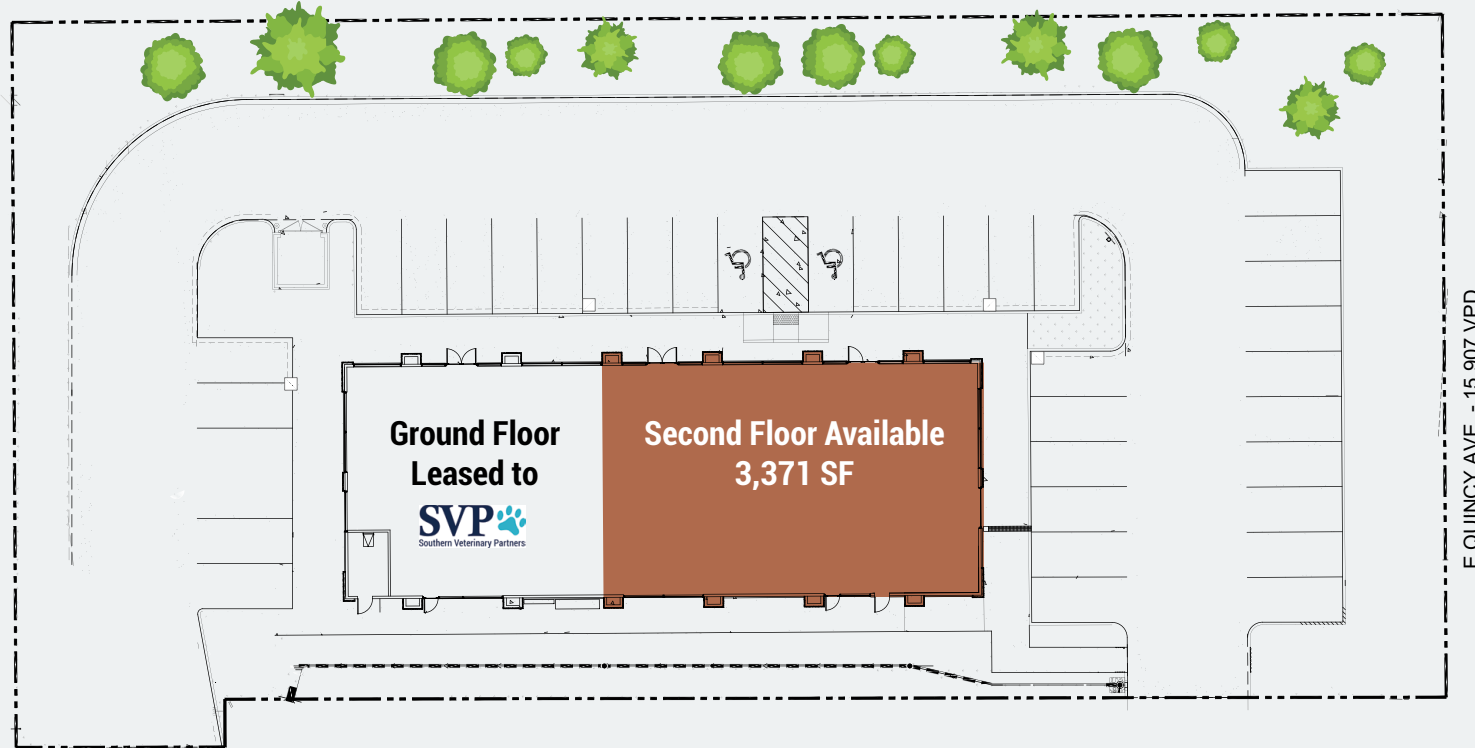 Ground Floor
Leased to
SVP
Southern Veterinary Partners
Second Floor Available
3,371 SF
E QUINCY AVE. - 15,907 VPD